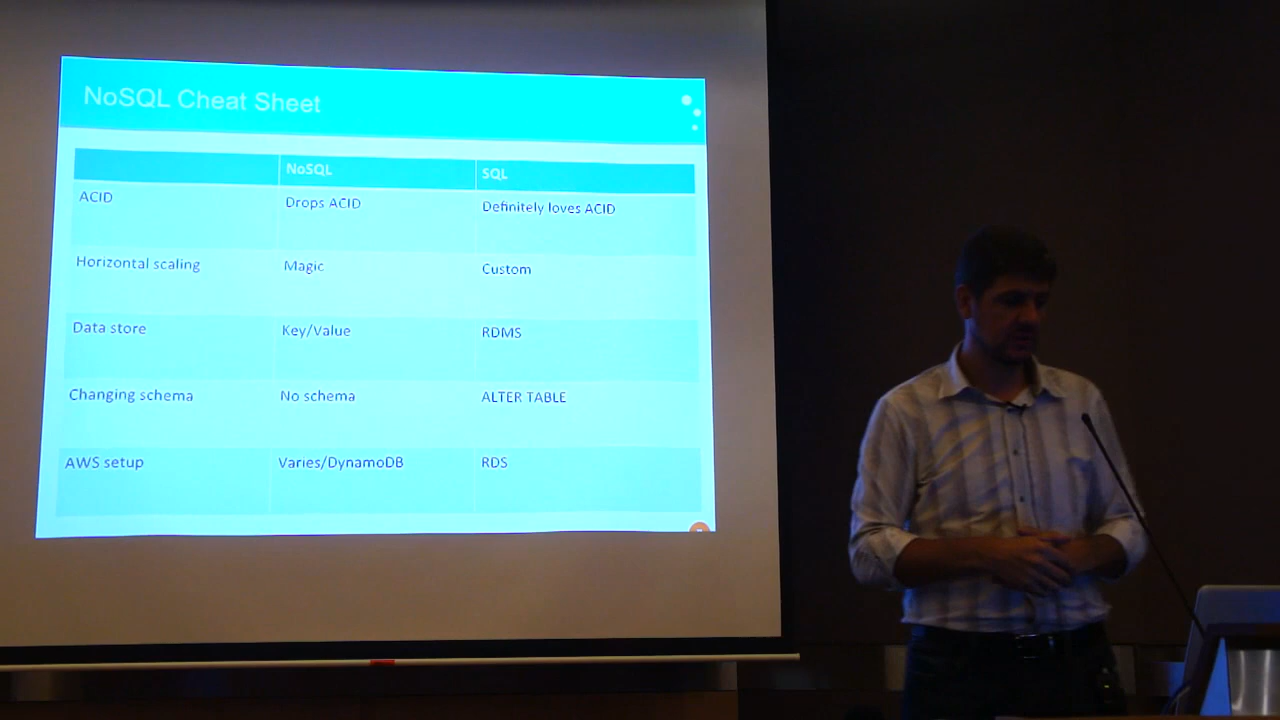 NoSQL Cheat Sheet
NoSQL SQL
ACID Drops ACID Definitely loves ACID
Horizontal scaling Magic Custom
Data store Key/Value RDMS
Changing schema No schema ALTER TABLE
AWS setup Varies/DynamoDB RDS